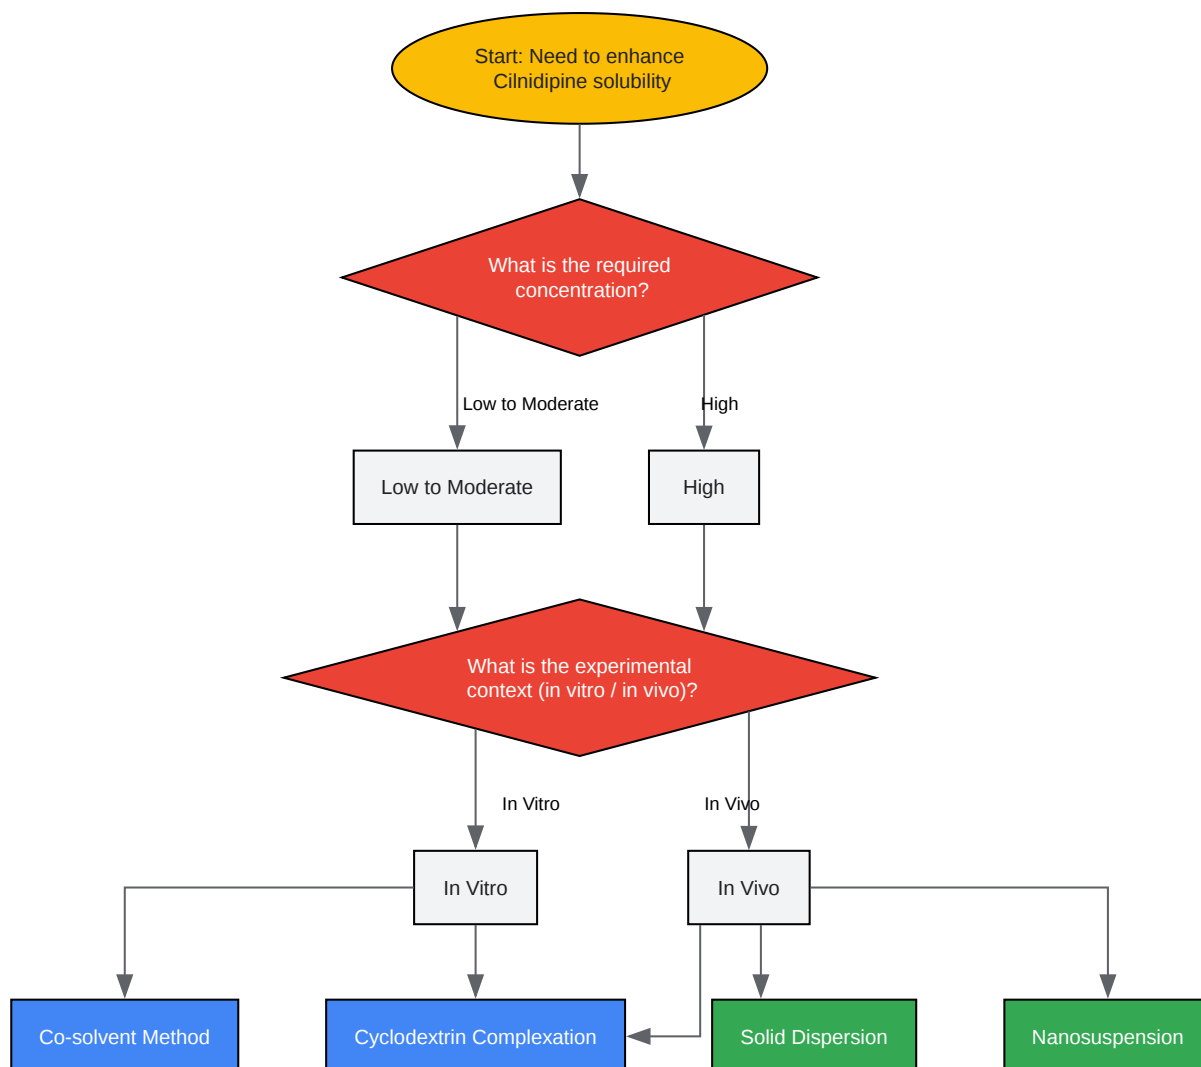 Start: Need to enhance
Cilnidipine solubility
What is the required
concentration?
Low to Moderate
High
Low to Moderate
High
What is the experimental
context (in vitro / in vivo)?
In Vitro
In Vivo
In Vitro
In Vivo
Co-solvent Method
Cyclodextrin Complexation
Solid Dispersion
Nanosuspension